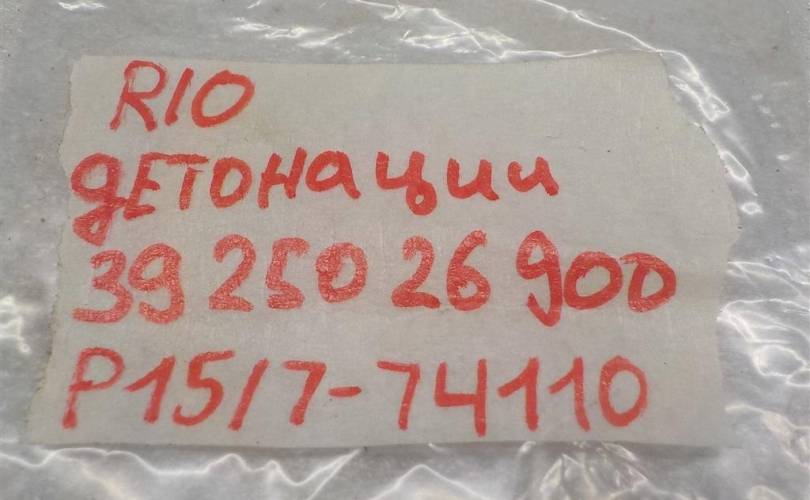 RIO
детонации
39 250 26 900
P15/7-74110